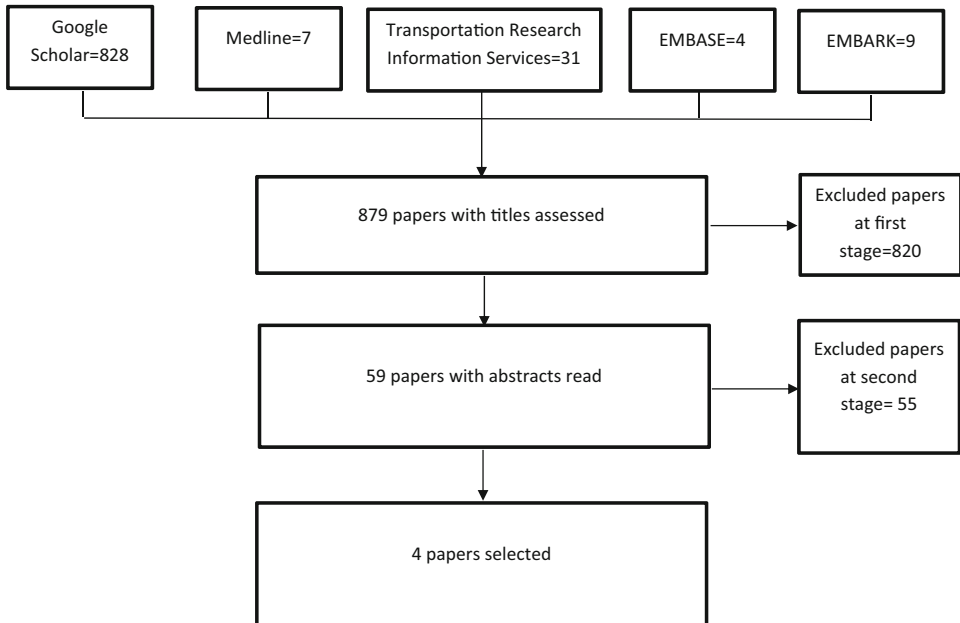 Google
Scholar=828
Medline=7
Transportation Research
Information Services=31
EMBASE=4
EMBARK=9
879 papers with titles assessed
Excluded papers
at first
stage=820
59 papers with abstracts read
Excluded papers
at second
stage= 55
4 papers selected